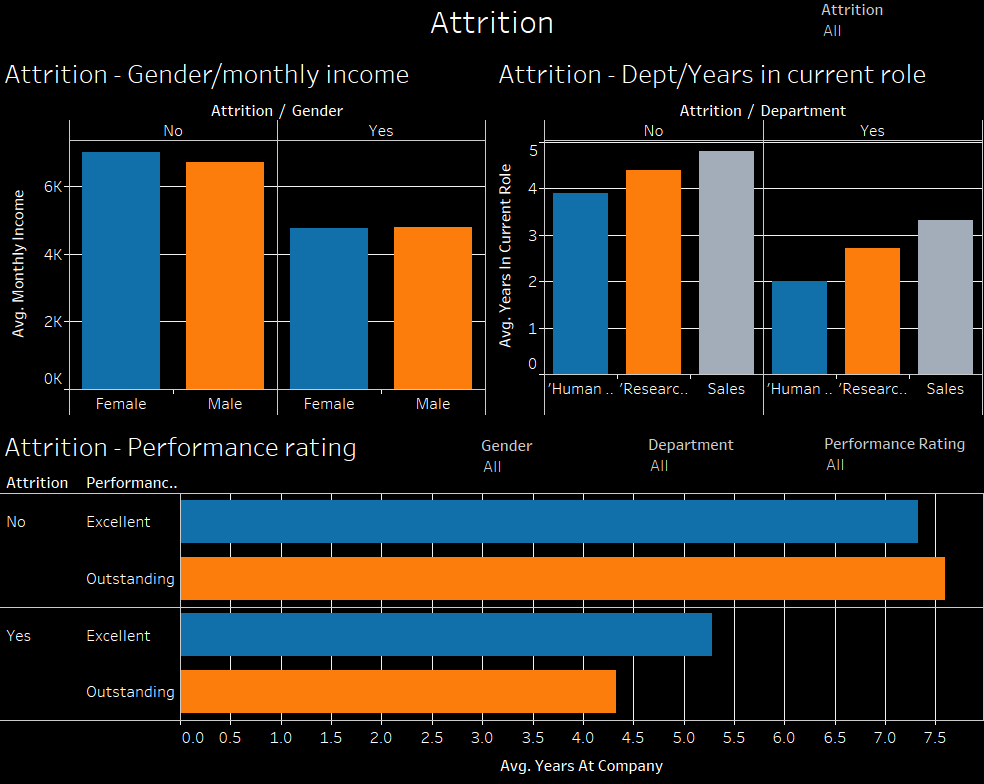 Attrition
Attrition
All
Attrition - Gender/monthly income
Attrition / Gender
No
Yes
Avg. Monthly Income
6K
4K
2K
0K
Female
Male
Female
Male
Attrition - Dept/Years in current role
Attrition / Department
No
Yes
Avg. Years In Current Role
5
4
3
2
1
0
'Human ..
'Researc..
Sales
'Human ..
'Researc..
Sales
Attrition - Performance rating
Gender
All
Department
All
Performance Rating
All
Attrition Performanc..
No Excellent
Outstanding
Yes Excellent
Outstanding
0.0 0.5 1.0 1.5 2.0 2.5 3.0 3.5 4.0 4.5 5.0 5.5 6.0 6.5 7.0 7.5
Avg. Years At Company